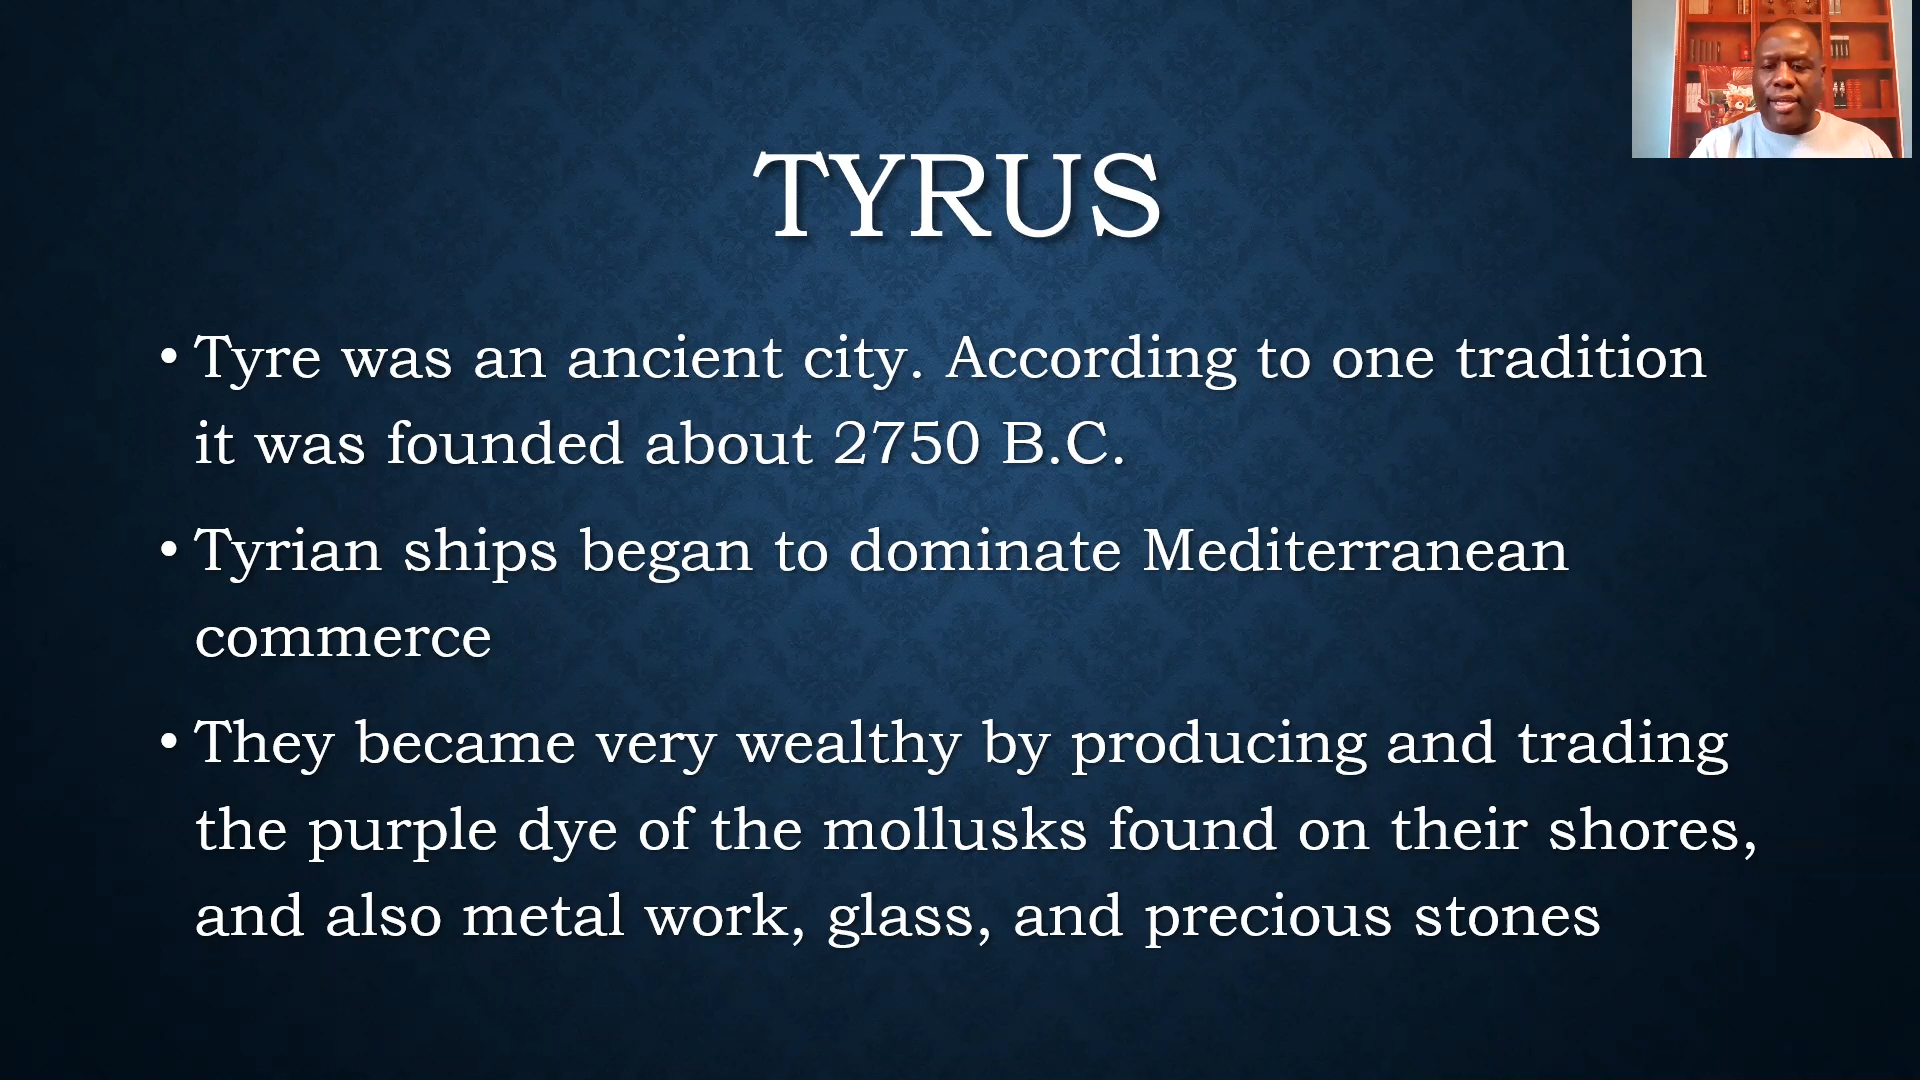 TYRUS
• Tyre was an ancient city. According to one tradition
it was founded about 2750 B.C.
• Tyrian ships began to dominate Mediterranean
commerce
• They became very wealthy by producing and trading
the purple dye of the mollusks found on their shores,
and also metal work, glass, and precious stones